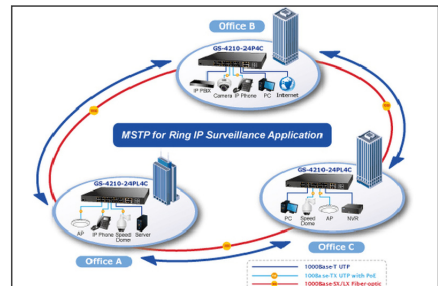 Office B
GS-4210-24P4C
IP PBX Camera IP Phone PC Internet
MSTP for Ring IP Surveillance Application
GS-4210-24PL4C
AP IP Phone Speed Dome Server
Office A
GS-4210-24PL4C
PC Speed Dome AP NVR
Office C
1000Base-T UTP
100Base-TX UTP with PoE
1000Base-SX/LX Fiber-optic